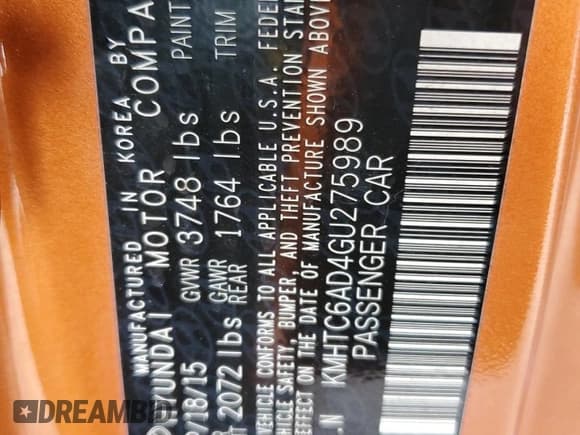 MANUFACTURED IN KOREA BY
HYUNDAI MOTOR COMPA
/18/15 GVWR 3748 lbs PAINT
2072 lbs GAWR REAR 1764 lbs TRIM
VEHICLE CONFORMS TO ALL APPLICABLE U.S.A. FEDE
VEHICLE SAFETY, BUMPER, AND THEFT PREVENTION STA
EFFECT ON THE DATE OF MANUFACTURE SHOWN ABOV
.N KMHTC6AD4GU275989
PASSENGER CAR
DREAMBID